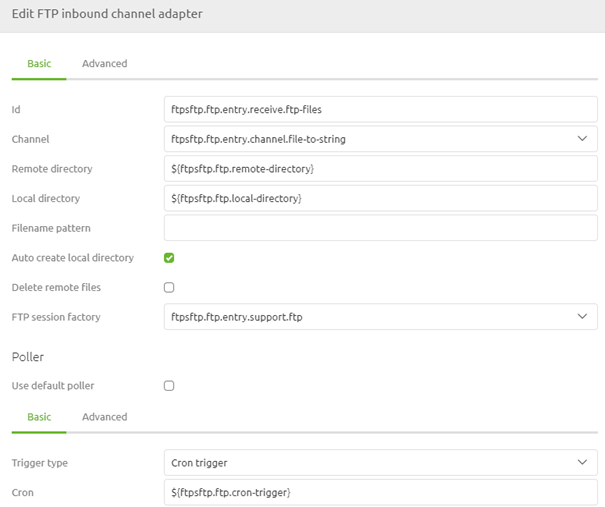 Edit FTP inbound channel adapter
Basic Advanced
Id ftpsftp.ftp.entry.receive.ftp-files
Channel ftpsftp.ftp.entry.channel.file-to-string
Remote directory ${ftpsftp.ftp.remote-directory}
Local directory ${ftpsftp.ftp.local-directory}
Filename pattern
Auto create local directory
Delete remote files
FTP session factory ftpsftp.ftp.entry.support.ftp
Poller
Use default poller
Basic Advanced
Trigger type Cron trigger
Cron ${ftpsftp.ftp.cron-trigger}